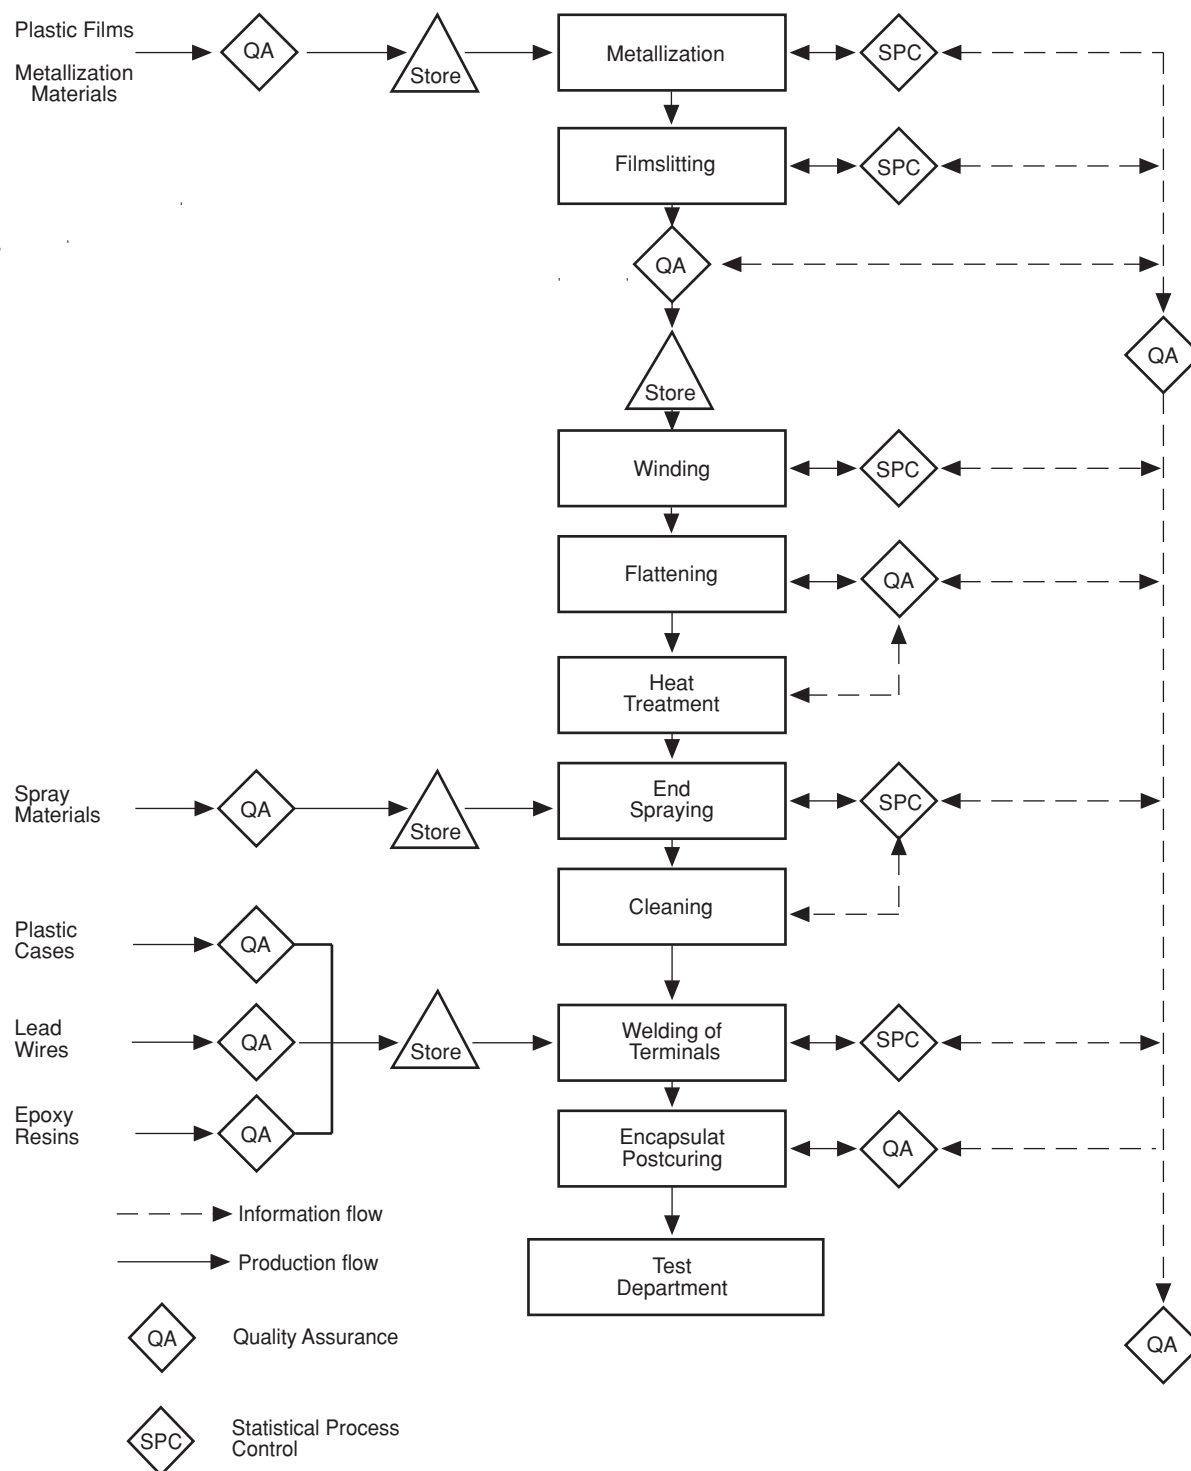 Plastic Films
Metallization
Materials
QA
Store
Metallization
SPC
Filmslitting
SPC
QA
QA
Store
Winding
SPC
Flattening
QA
Heat
Treatment
Spray
Materials
QA
Store
End
Spraying
SPC
Cleaning
Plastic
Cases
QA
Lead
Wires
QA
Store
Welding of
Terminals
SPC
Epoxy
Resins
QA
Encapsulat
Postcuring
QA
Information flow
Production flow
Test
Department
QA
Quality Assurance
QA
SPC
Statistical Process
Control